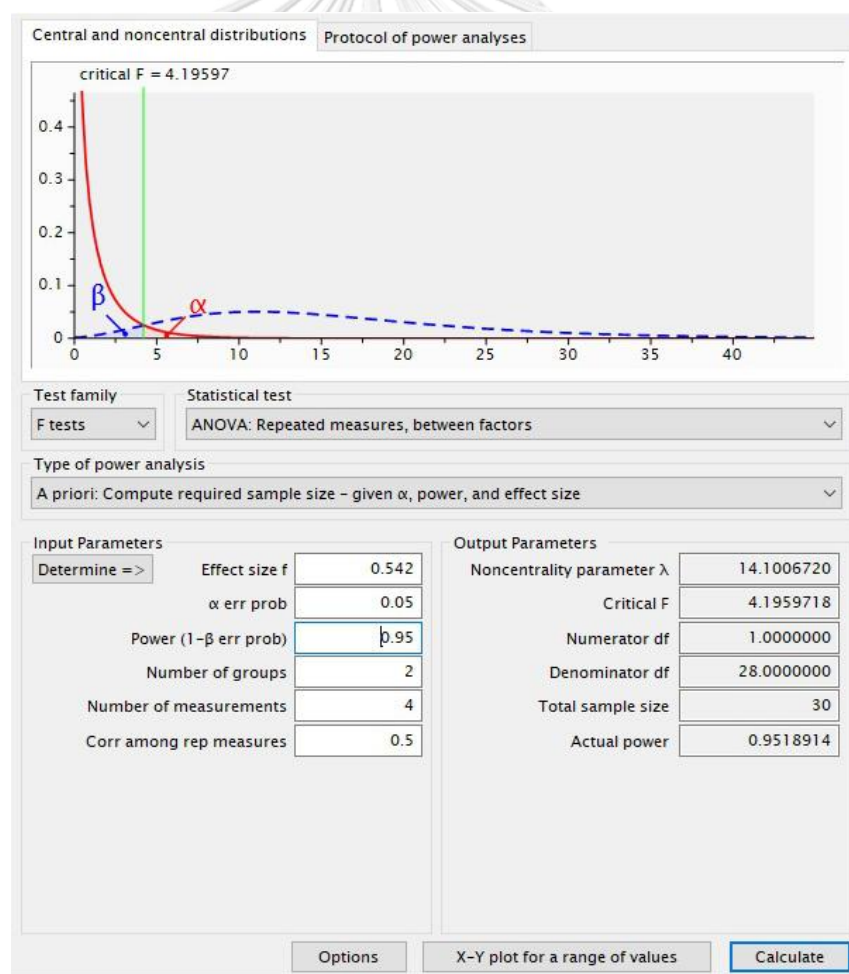 Central and noncentral distributions Protocol of power analyses
critical F = 4.19597
0.4
0.3
0.2
0.1
0
β α
0 5 10 15 20 25 30 35 40
Test family Statistical test
F tests ANOVA: Repeated measures, between factors
Type of power analysis
A priori: Compute required sample size – given α, power, and effect size
Input Parameters Output Parameters
Determine => Effect size f 0.542 Noncentrality parameter λ 14.1006720
α err prob 0.05 Critical F 4.1959718
Power (1-β err prob) 0.95 Numerator df 1.0000000
Number of groups 2 Denominator df 28.0000000
Number of measurements 4 Total sample size 30
Corr among rep measures 0.5 Actual power 0.9518914
Options X-Y plot for a range of values Calculate